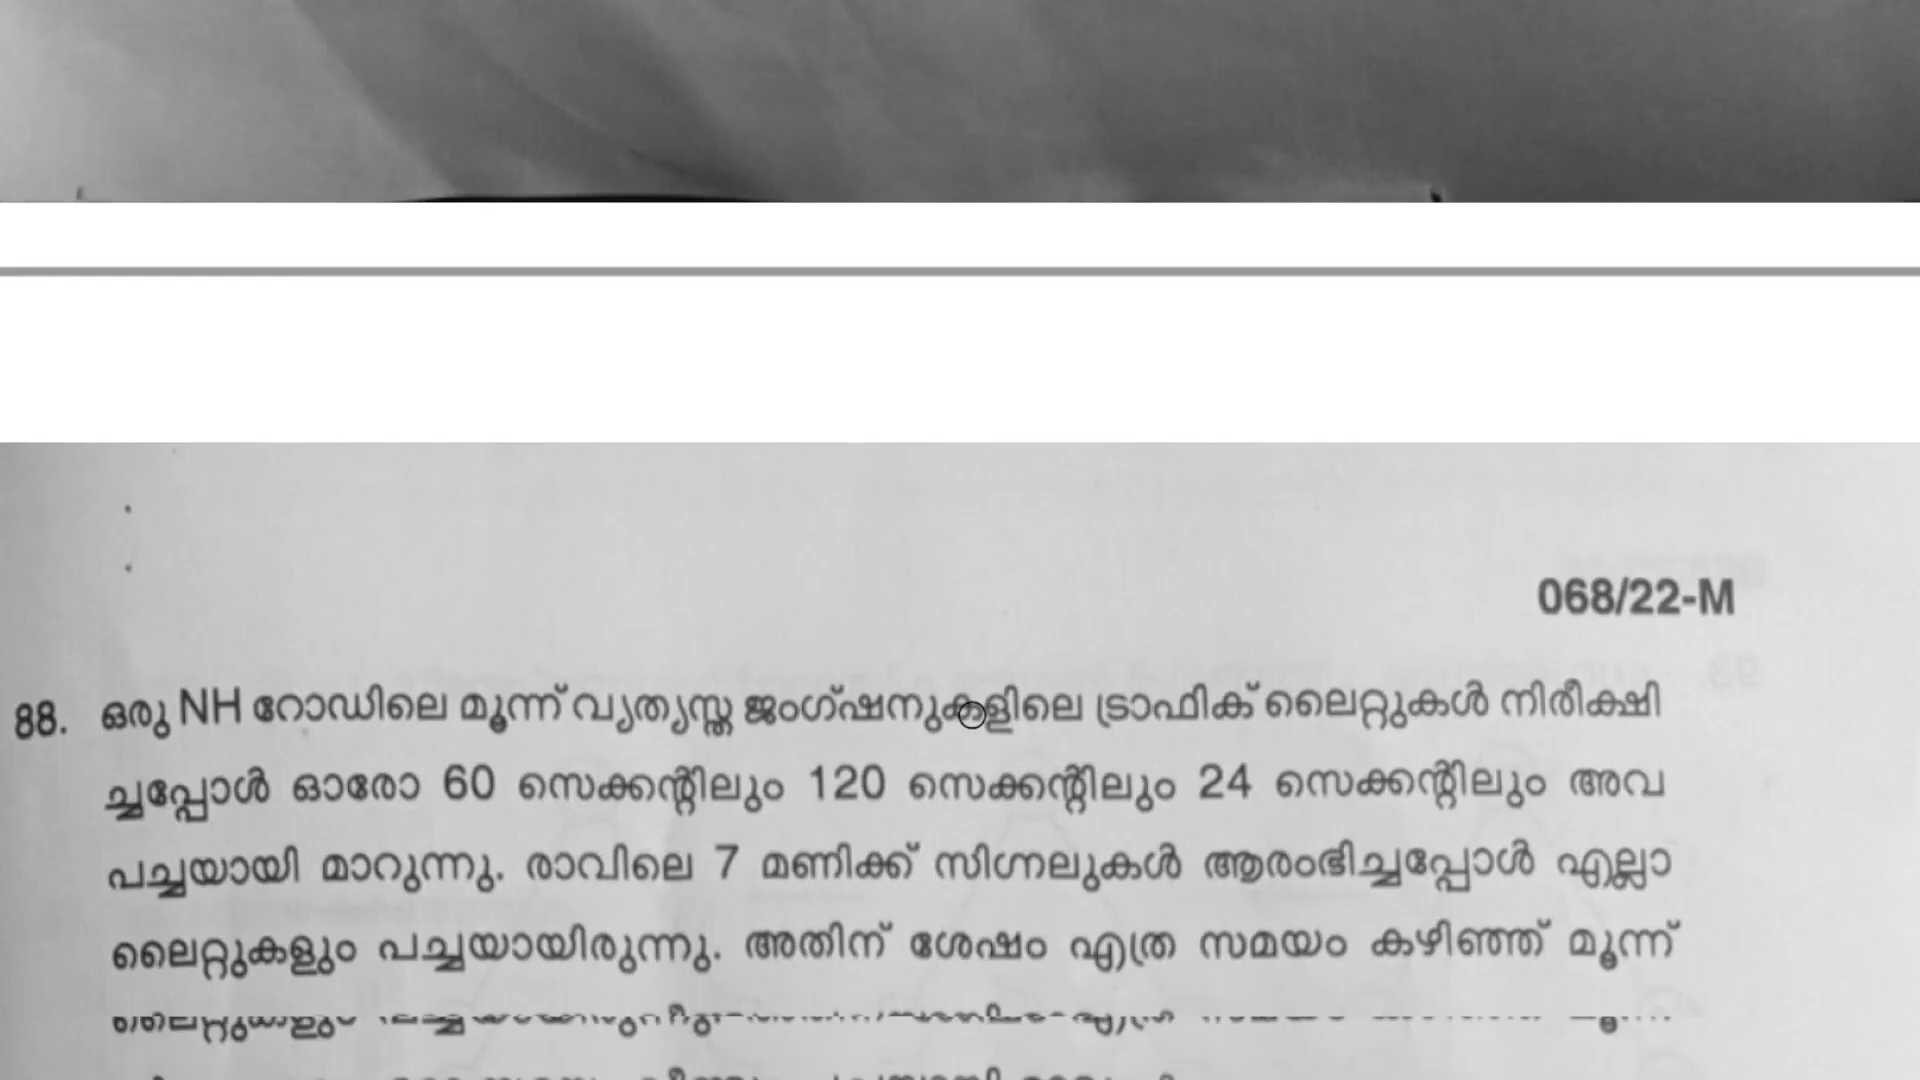 068/22-M
88. ഒരു NH റോഡിലെ മൂന്ന് വ്യത്യസ്ത ജംഗ്ഷനുകളിലെ ട്രാഫിക് ലൈറ്റുകൾ നിരീക്ഷി
ച്ചപ്പോൾ ഓരോ 60 സെക്കന്റിലും 120 സെക്കന്റിലും 24 സെക്കന്റിലും അവ
പച്ചയായി മാറുന്നു. രാവിലെ 7 മണിക്ക് സിഗ്നലുകൾ ആരംഭിച്ചപ്പോൾ എല്ലാ
ലൈറ്റുകളും പച്ചയായിരുന്നു. അതിന് ശേഷം എത്ര സമയം കഴിഞ്ഞ് മൂന്ന്